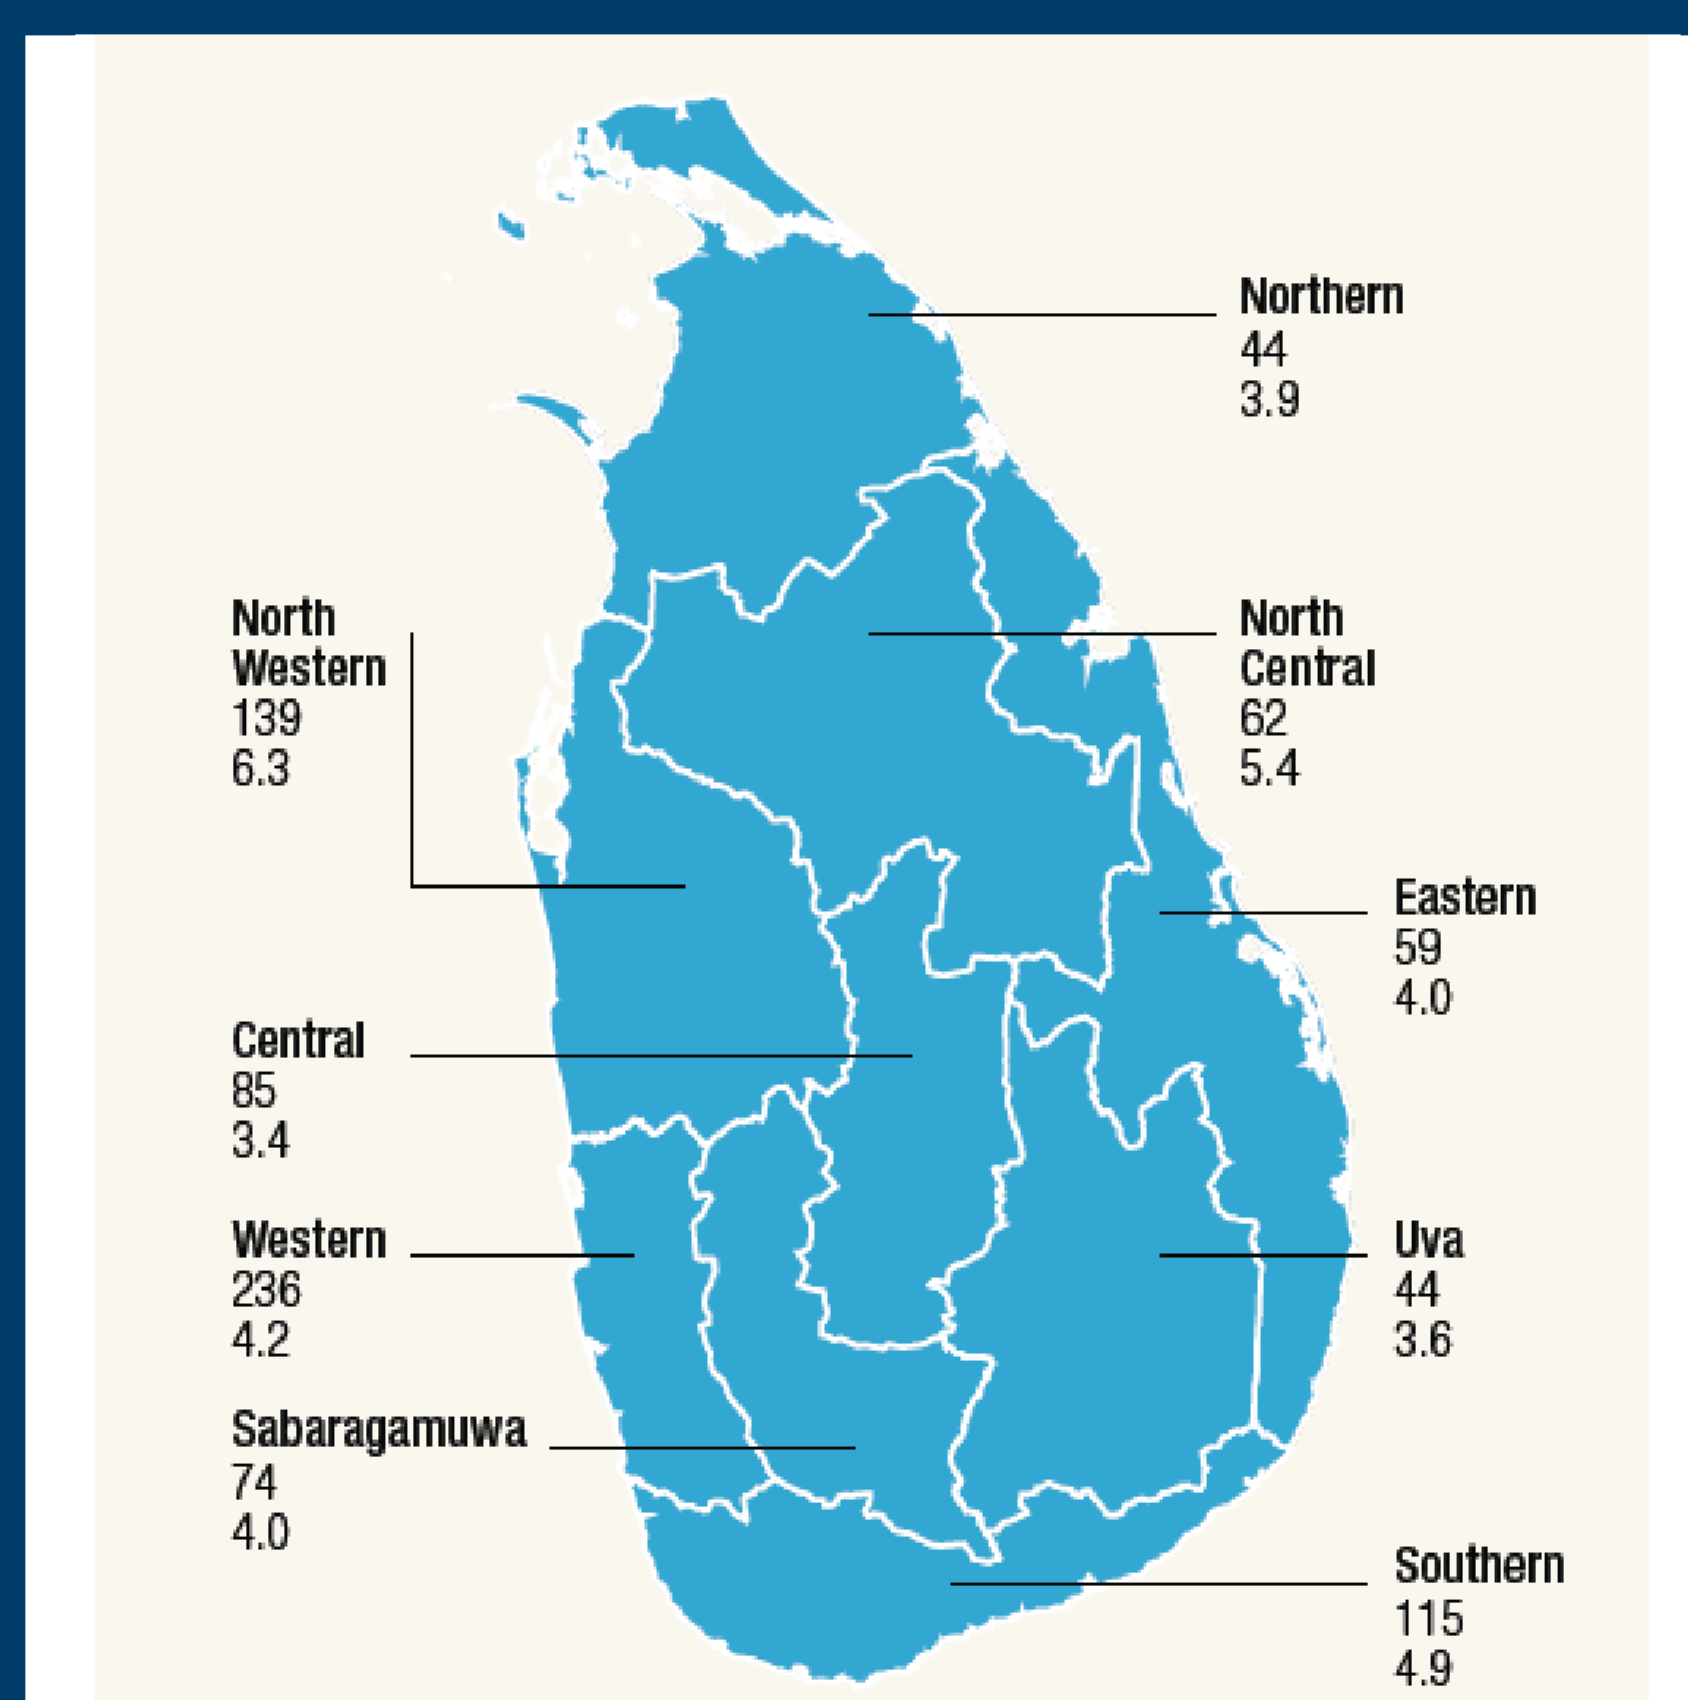 Northern
44
3.9
North
Western
139
6.3
North
Central
62
5.4
Eastern
59
4.0
Central
85
3.4
Western
236
4.2
Uva
44
3.6
Sabaragamuwa
74
4.0
Southern
115
4.9